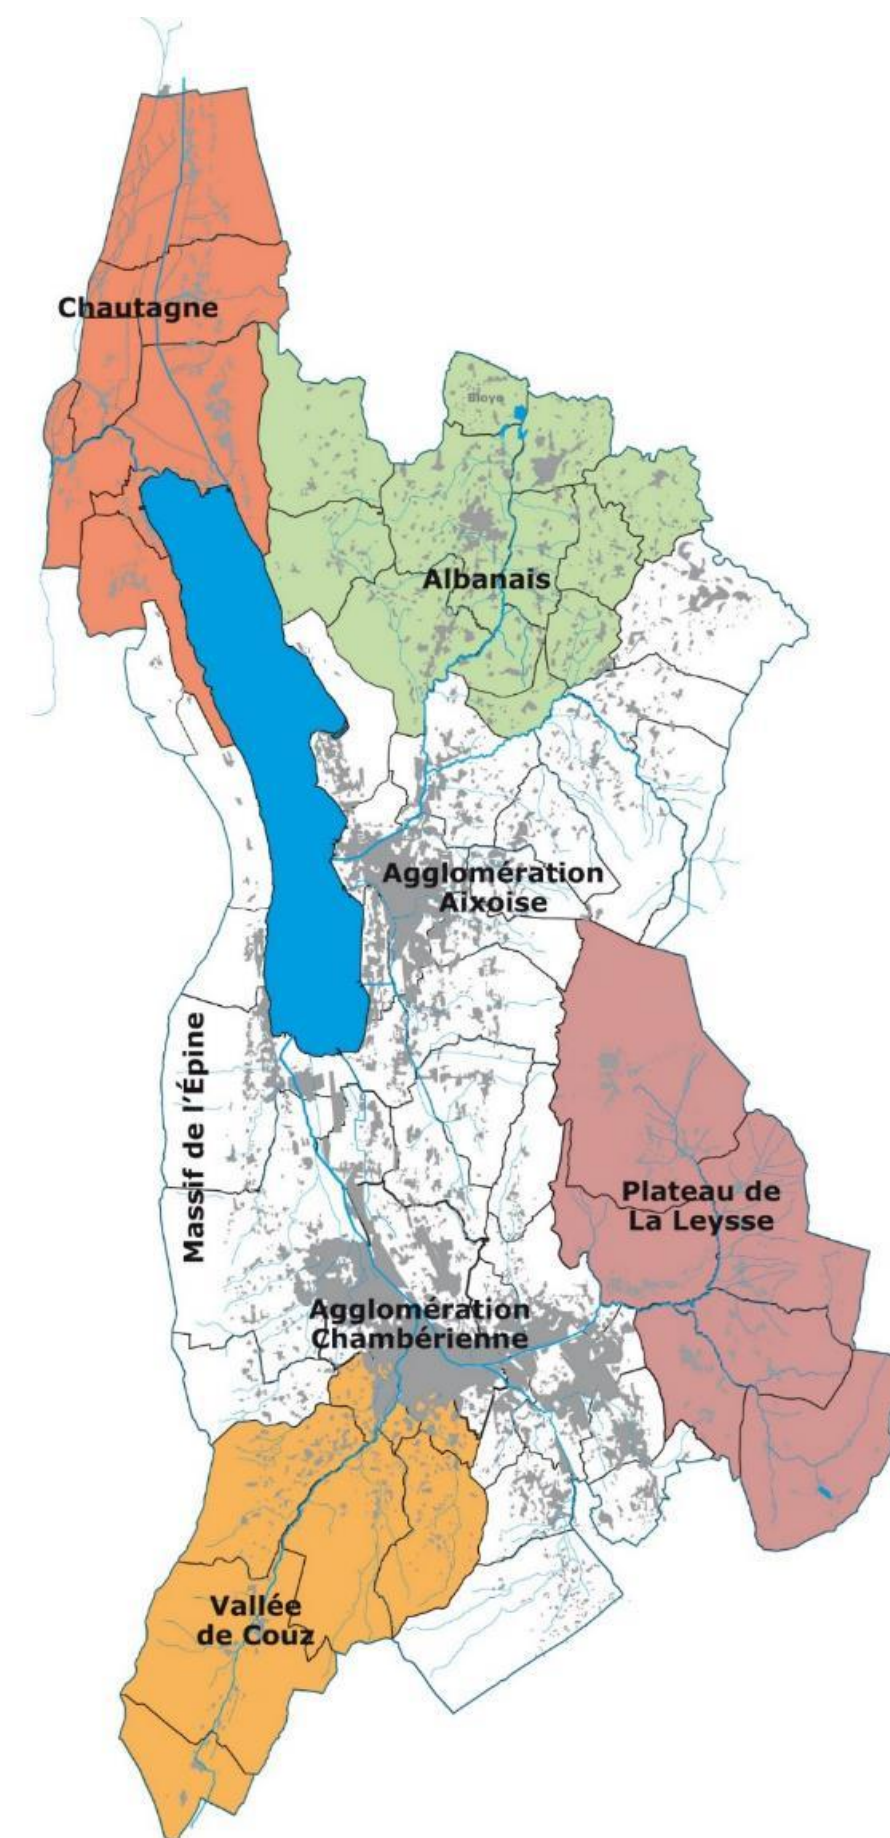 Chautagne
Bloye
Albanais
Agglomération
Aixoise
Massif de l'Épine
Plateau de
La Leysse
Agglomération
Chambérienne
Vallée
de Couz